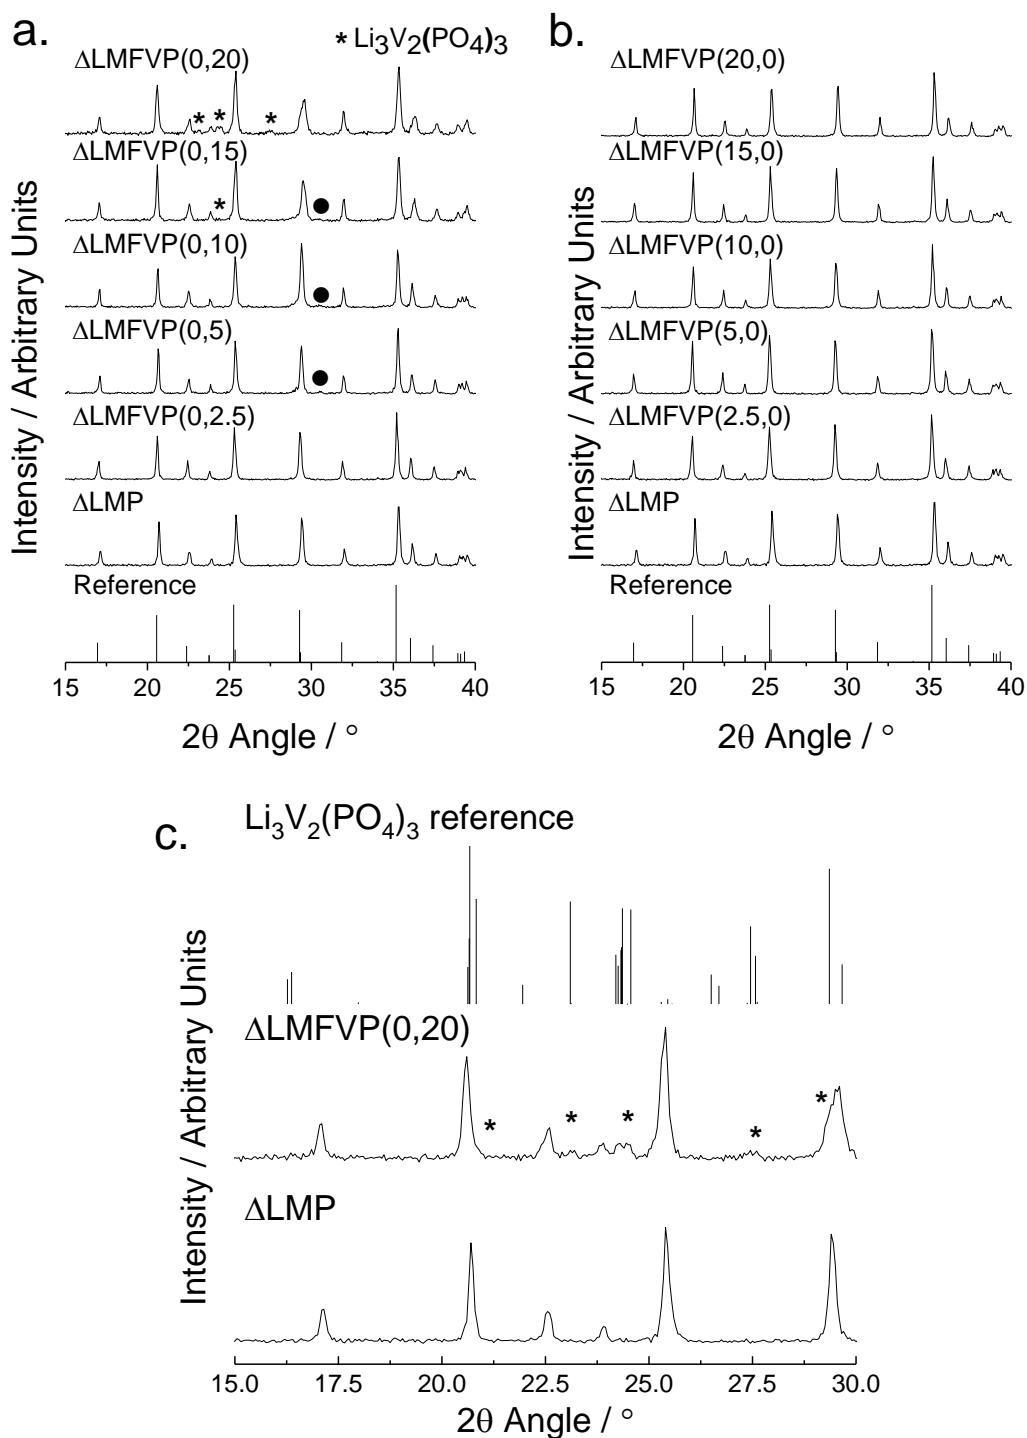 a.
* Li₃V₂(PO₄)₃
ΔLMFVP(0,20)
* * *
ΔLMFVP(0,15)
*
ΔLMFVP(0,10)
ΔLMFVP(0,5)
ΔLMFVP(0,2.5)
ΔLMP
Reference
Intensity / Arbitrary Units
15 20 25 30 35 40
2θ Angle / °
b.
ΔLMFVP(20,0)
ΔLMFVP(15,0)
ΔLMFVP(10,0)
ΔLMFVP(5,0)
ΔLMFVP(2.5,0)
ΔLMP
Reference
Intensity / Arbitrary Units
15 20 25 30 35 40
2θ Angle / °
c.
Li₃V₂(PO₄)₃ reference
ΔLMFVP(0,20)
* * * * *
ΔLMP
Intensity / Arbitrary Units
15.0 17.5 20.0 22.5 25.0 27.5 30.0
2θ Angle / °